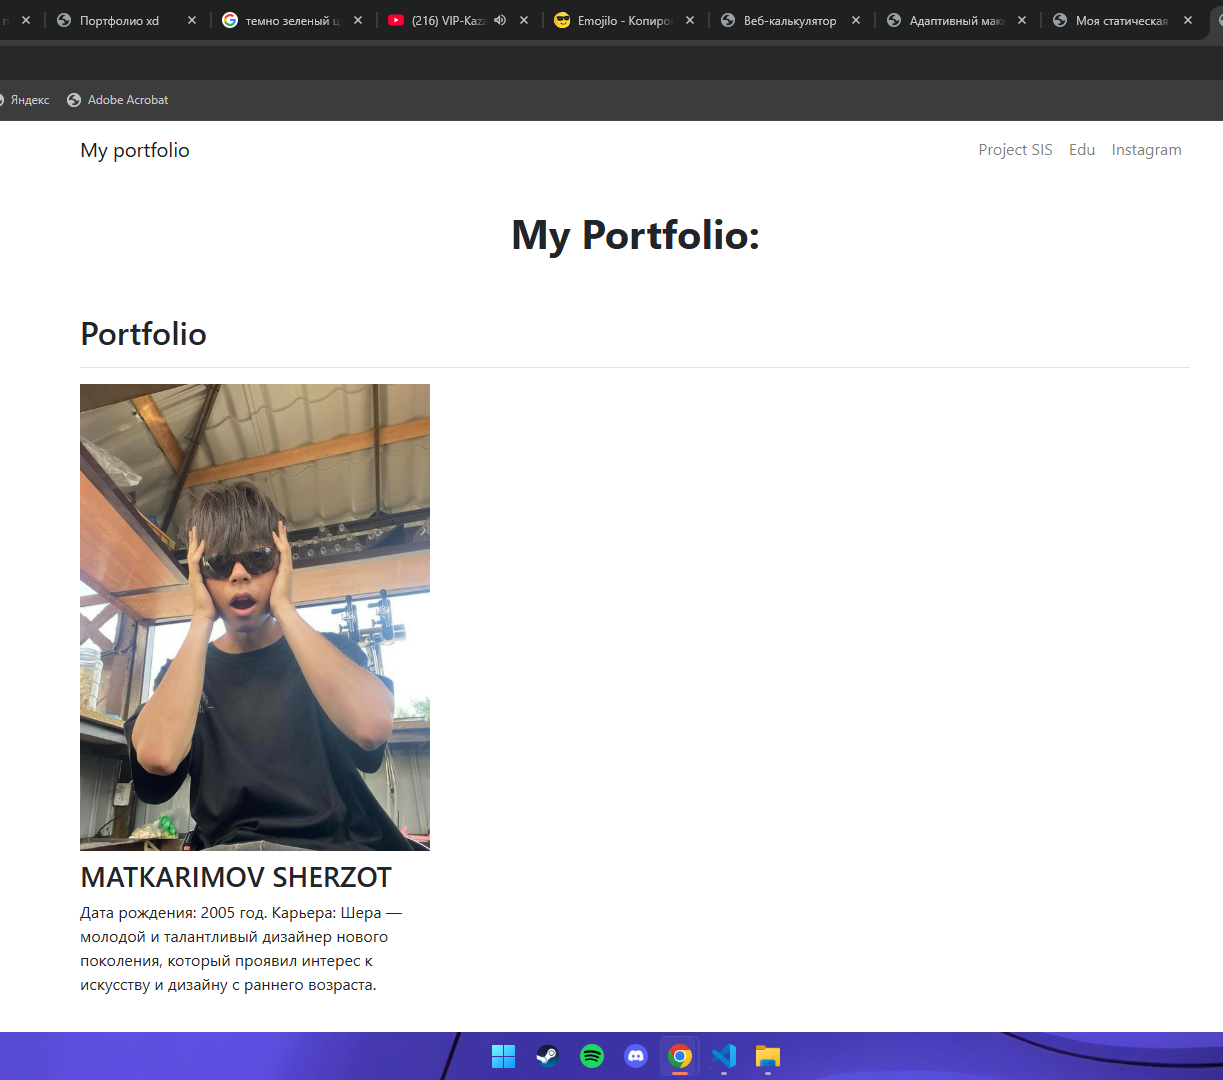 Портфолио xd
темно зеленый ц
(216) VIP-Kaza
Emojilo - Копиро
Веб-калькулятор
Адаптивный маке
Моя статическая
Яндекс
Adobe Acrobat
My portfolio
Project SIS
Edu
Instagram
My Portfolio:
Portfolio
MATKARIMOV SHERZOT
Дата рождения: 2005 год. Карьера: Шера —
молодой и талантливый дизайнер нового
поколения, который проявил интерес к
искусству и дизайну с раннего возраста.